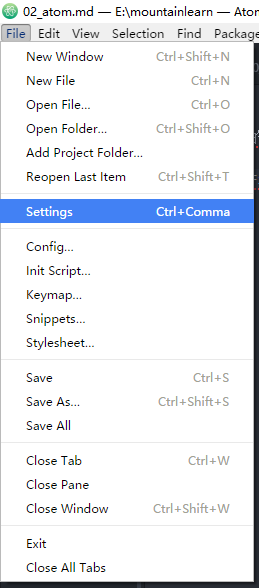 02_atom.md — E:\mountainlearn — Atom
File Edit View Selection Find Package
New Window Ctrl+Shift+N
New File Ctrl+N
Open File... Ctrl+O
Open Folder... Ctrl+Shift+O
Add Project Folder...
Reopen Last Item Ctrl+Shift+T
Settings Ctrl+Comma
Config...
Init Script...
Keymap...
Snippets...
Stylesheet...
Save Ctrl+S
Save As... Ctrl+Shift+S
Save All
Close Tab Ctrl+W
Close Pane
Close Window Ctrl+Shift+W
Exit
Close All Tabs